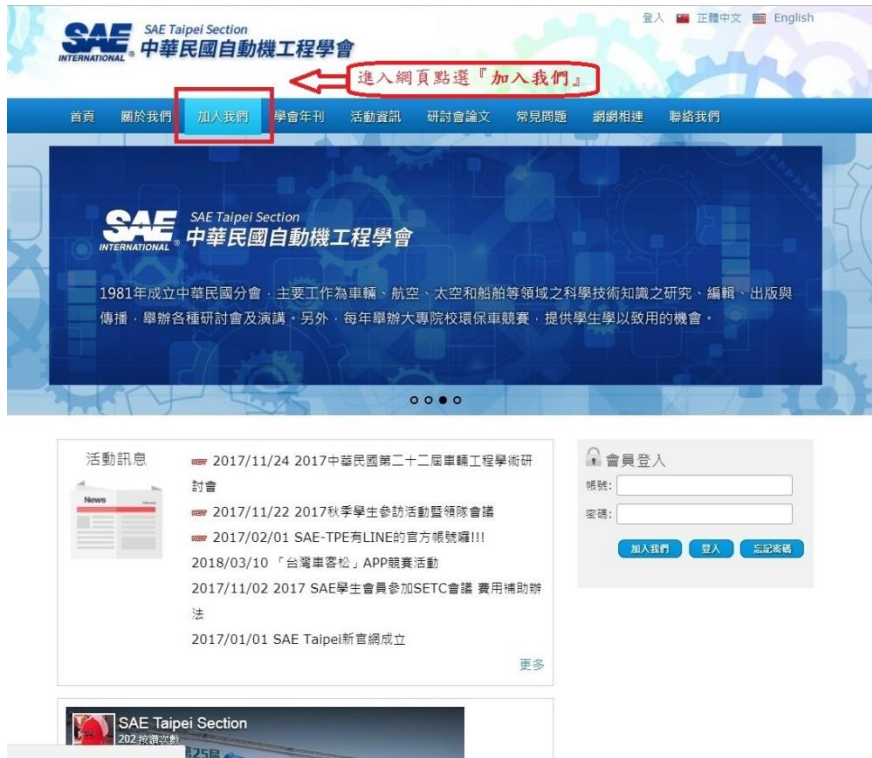 登入 正體中文 English
SAE INTERNATIONAL®
SAE Taipei Section
中華民國自動機工程學會
進入網頁點選『加入我們』
首頁 關於我們 加入我們 學會年刊 活動資訊 研討會論文 常見問題 網網相連 聯絡我們
SAE INTERNATIONAL®
SAE Taipei Section
中華民國自動機工程學會
1981年成立中華民國分會，主要工作為車輛、航空、太空和船舶等領域之科學技術知識之研究、編輯、出版與
傳播，舉辦各種研討會及演講。另外，每年舉辦大專院校環保車競賽，提供學生學以致用的機會。
活動訊息
News
NEW 2017/11/24 2017中華民國第二十二屆車輛工程學術研
討會
NEW 2017/11/22 2017秋季學生參訪活動暨領隊會議
NEW 2017/02/01 SAE-TPE有LINE的官方帳號囉!!!
2018/03/10 「台灣車客松」APP競賽活動
2017/11/02 2017 SAE學生會員參加SETC會議 費用補助辦
法
2017/01/01 SAE Taipei新官網成立
更多
會員登入
帳號:
密碼:
加入我們 登入 忘記密碼
SAE Taipei Section
202 按讚次數
第25屆